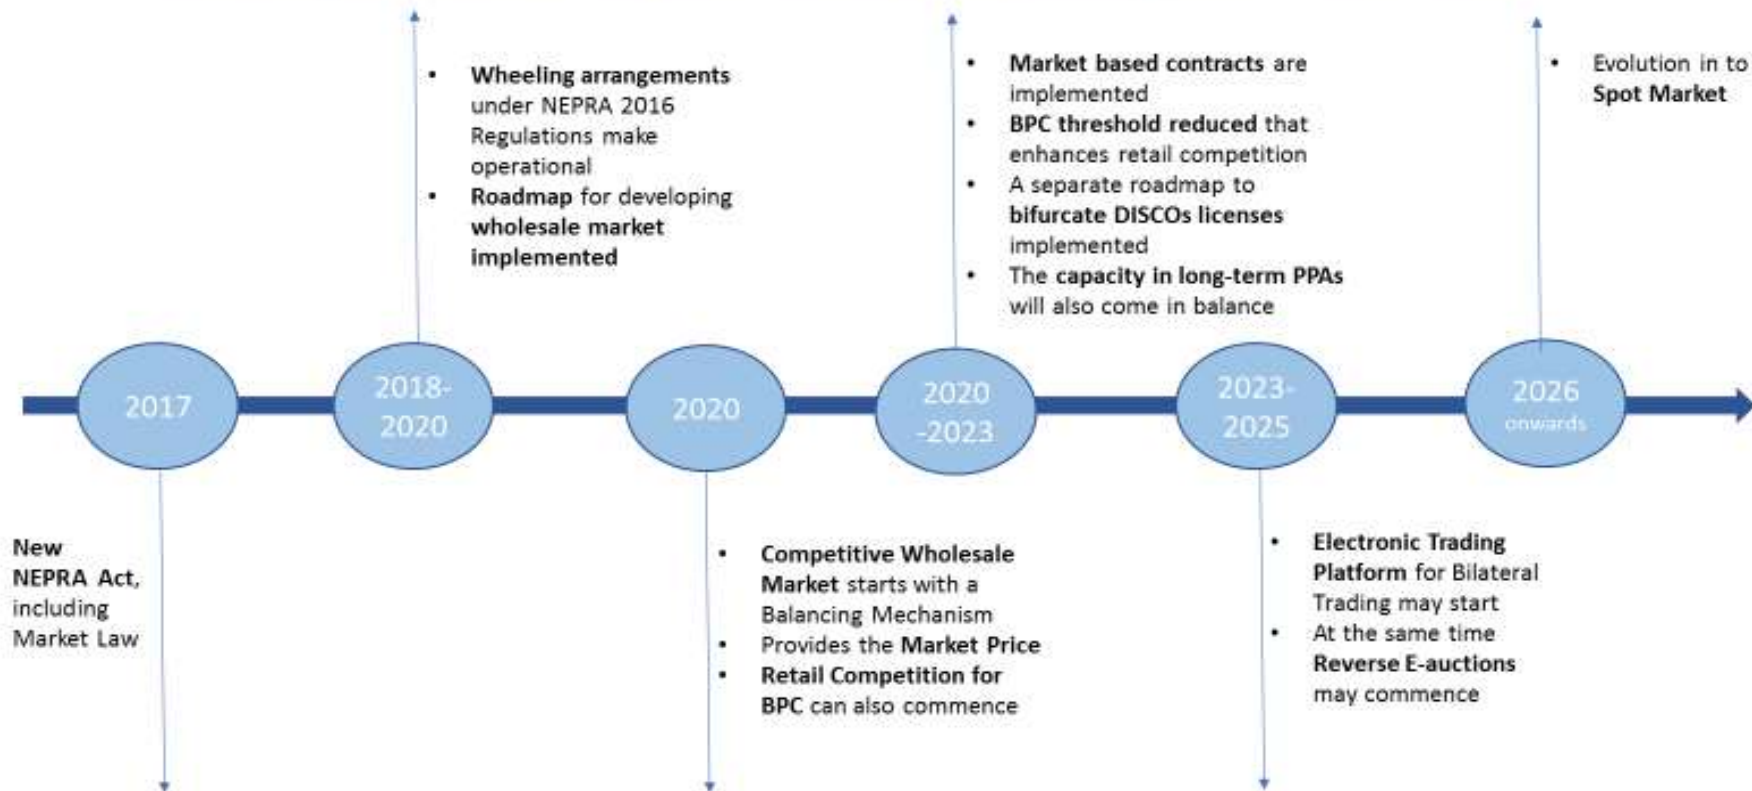 • Wheeling arrangements
under NEPRA 2016
Regulations make
operational
• Roadmap for developing
wholesale market
implemented
• Market based contracts are
implemented
• BPC threshold reduced that
enhances retail competition
• A separate roadmap to
bifurcate DISCOs licenses
implemented
• The capacity in long-term PPAs
will also come in balance
• Evolution in to
Spot Market
2017
2018-
2020
2020
2020
-2023
2023-
2025
2026
onwards
New
NEPRA Act,
including
Market Law
• Competitive Wholesale
Market starts with a
Balancing Mechanism
• Provides the Market Price
• Retail Competition for
BPC can also commence
• Electronic Trading
Platform for Bilateral
Trading may start
• At the same time
Reverse E-auctions
may commence